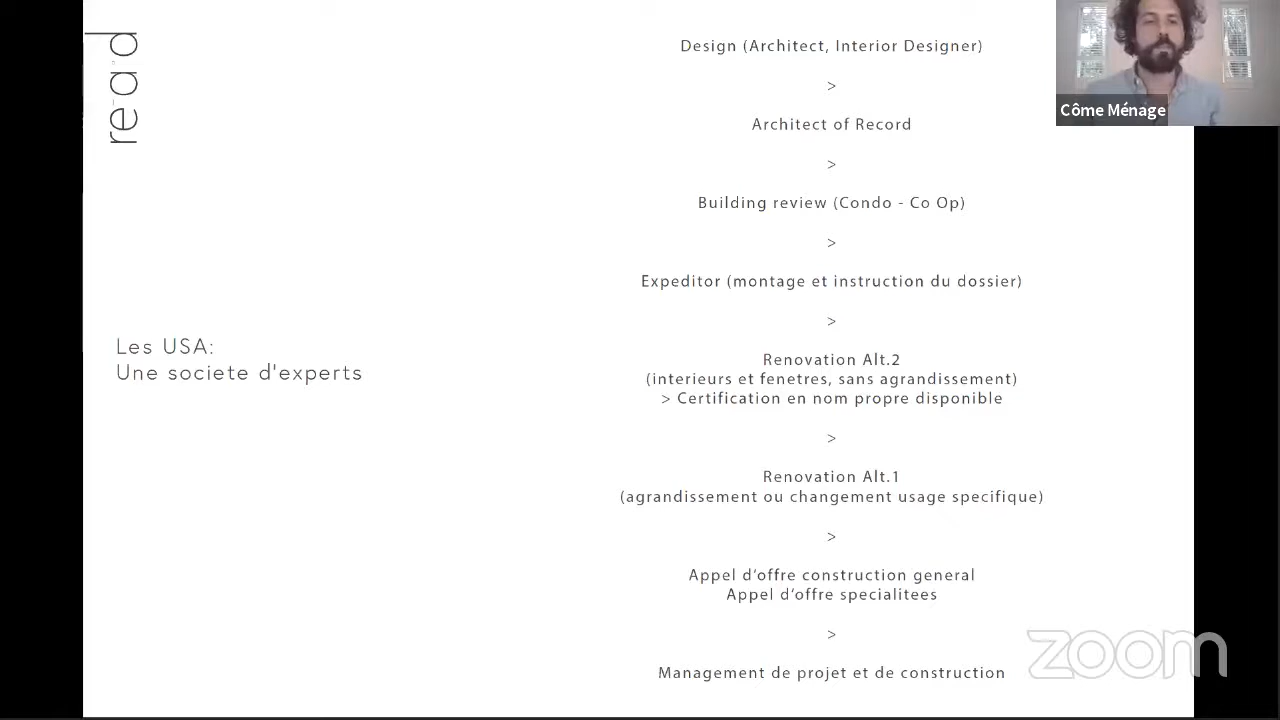 re·a·d
Les USA:
Une societe d'experts
Design (Architect, Interior Designer)
>
Architect of Record
>
Building review (Condo - Co Op)
>
Expeditor (montage et instruction du dossier)
>
Renovation Alt.2
(interieurs et fenetres, sans agrandissement)
> Certification en nom propre disponible
>
Renovation Alt.1
(agrandissement ou changement usage specifique)
>
Appel d'offre construction general
Appel d'offre specialitees
>
Management de projet et de construction
Côme Ménage
zoom